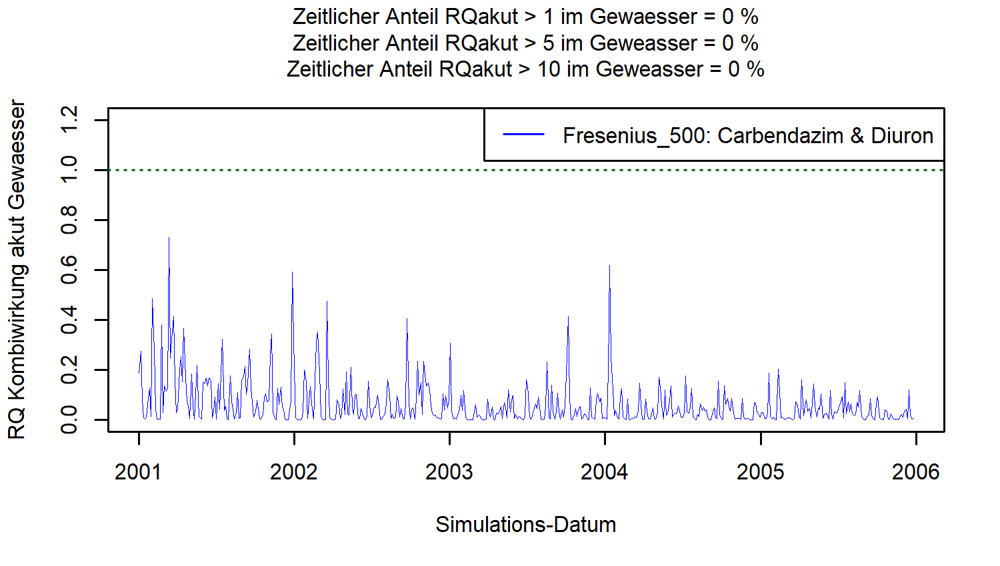 Zeitlicher Anteil RQakut > 1 im Gewaesser = 0 %
Zeitlicher Anteil RQakut > 5 im Geweasser = 0 %
Zeitlicher Anteil RQakut > 10 im Geweasser = 0 %
RQ Kombiwirkung akut Gewaesser
1.2
1.0
0.8
0.6
0.4
0.2
0.0
Fresenius_500: Carbendazim & Diuron
2001 2002 2003 2004 2005 2006
Simulations-Datum